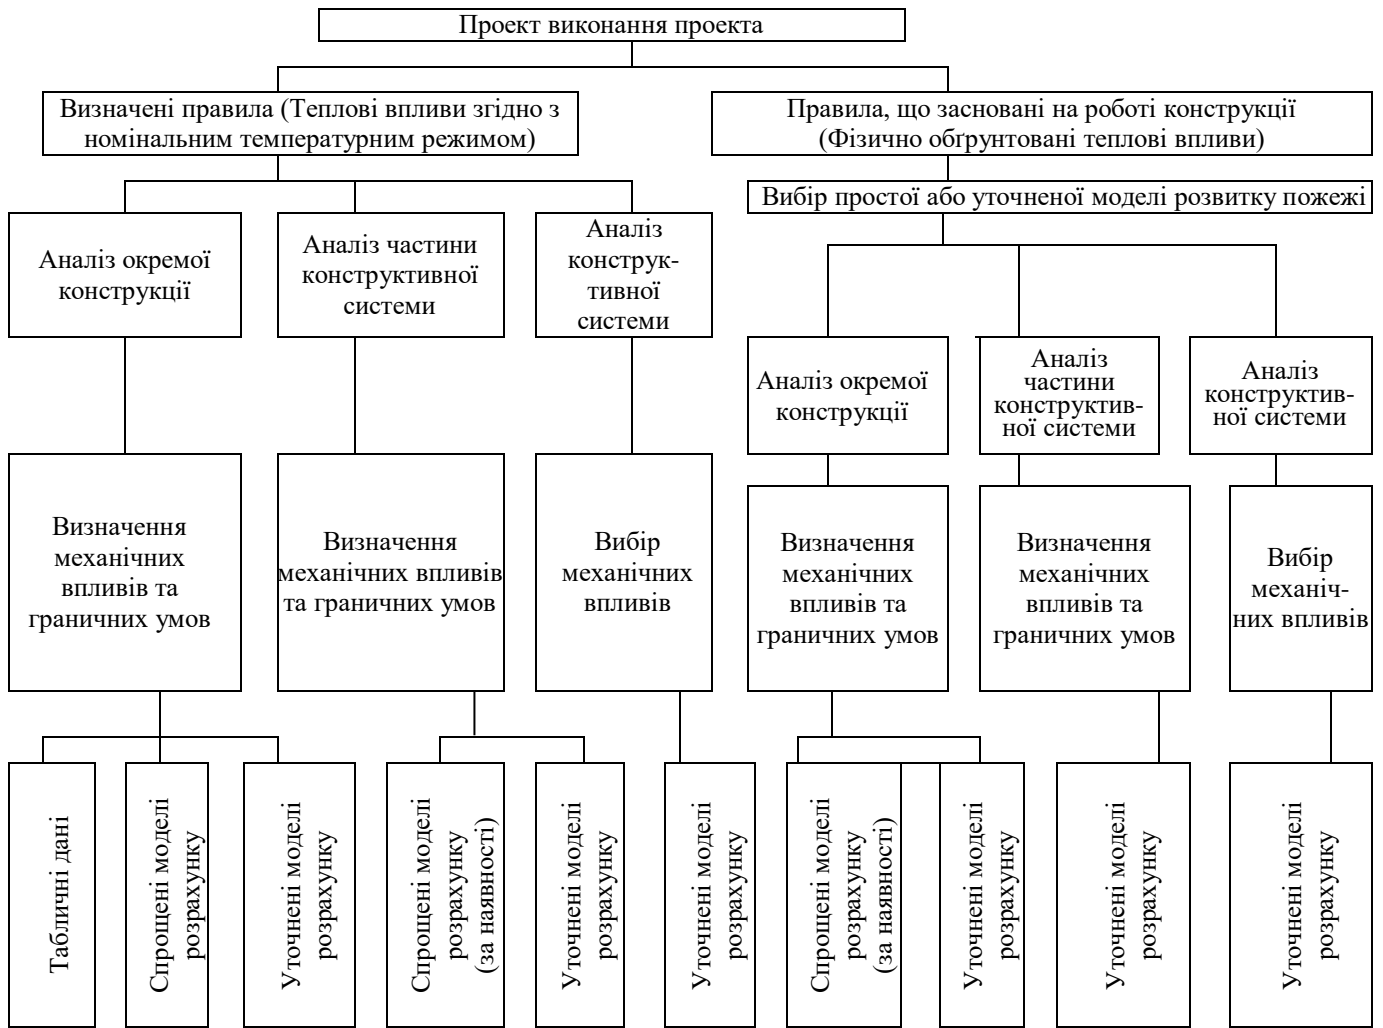 Проект виконання проекта
Визначені правила (Теплові впливи згідно з
номінальним температурним режимом)
Правила, що засновані на роботі конструкції
(Фізично обґрунтовані теплові впливи)
Вибір простої або уточненої моделі розвитку пожежі
Аналіз окремої
конструкції
Аналіз частини
конструктивної
системи
Аналіз
конструк-
тивної
системи
Аналіз окремої
конструкції
Аналіз
частини
конструктив-
ної системи
Аналіз
конструктив-
ної системи
Визначення
механічних
впливів та
граничних умов
Визначення
механічних впливів
та граничних умов
Вибір
механічних
впливів
Визначення
механічних
впливів та
граничних умов
Визначення
механічних
впливів та
граничних умов
Вибір
механіч-
них впливів
Табличні дані
Спрощені моделі
розрахунку
Уточнені моделі
розрахунку
Спрощені моделі
розрахунку
(за наявності)
Уточнені моделі
розрахунку
Уточнені моделі
розрахунку
Спрощені моделі
розрахунку
(за наявності)
Уточнені моделі
розрахунку
Уточнені моделі
розрахунку
Уточнені моделі
розрахунку